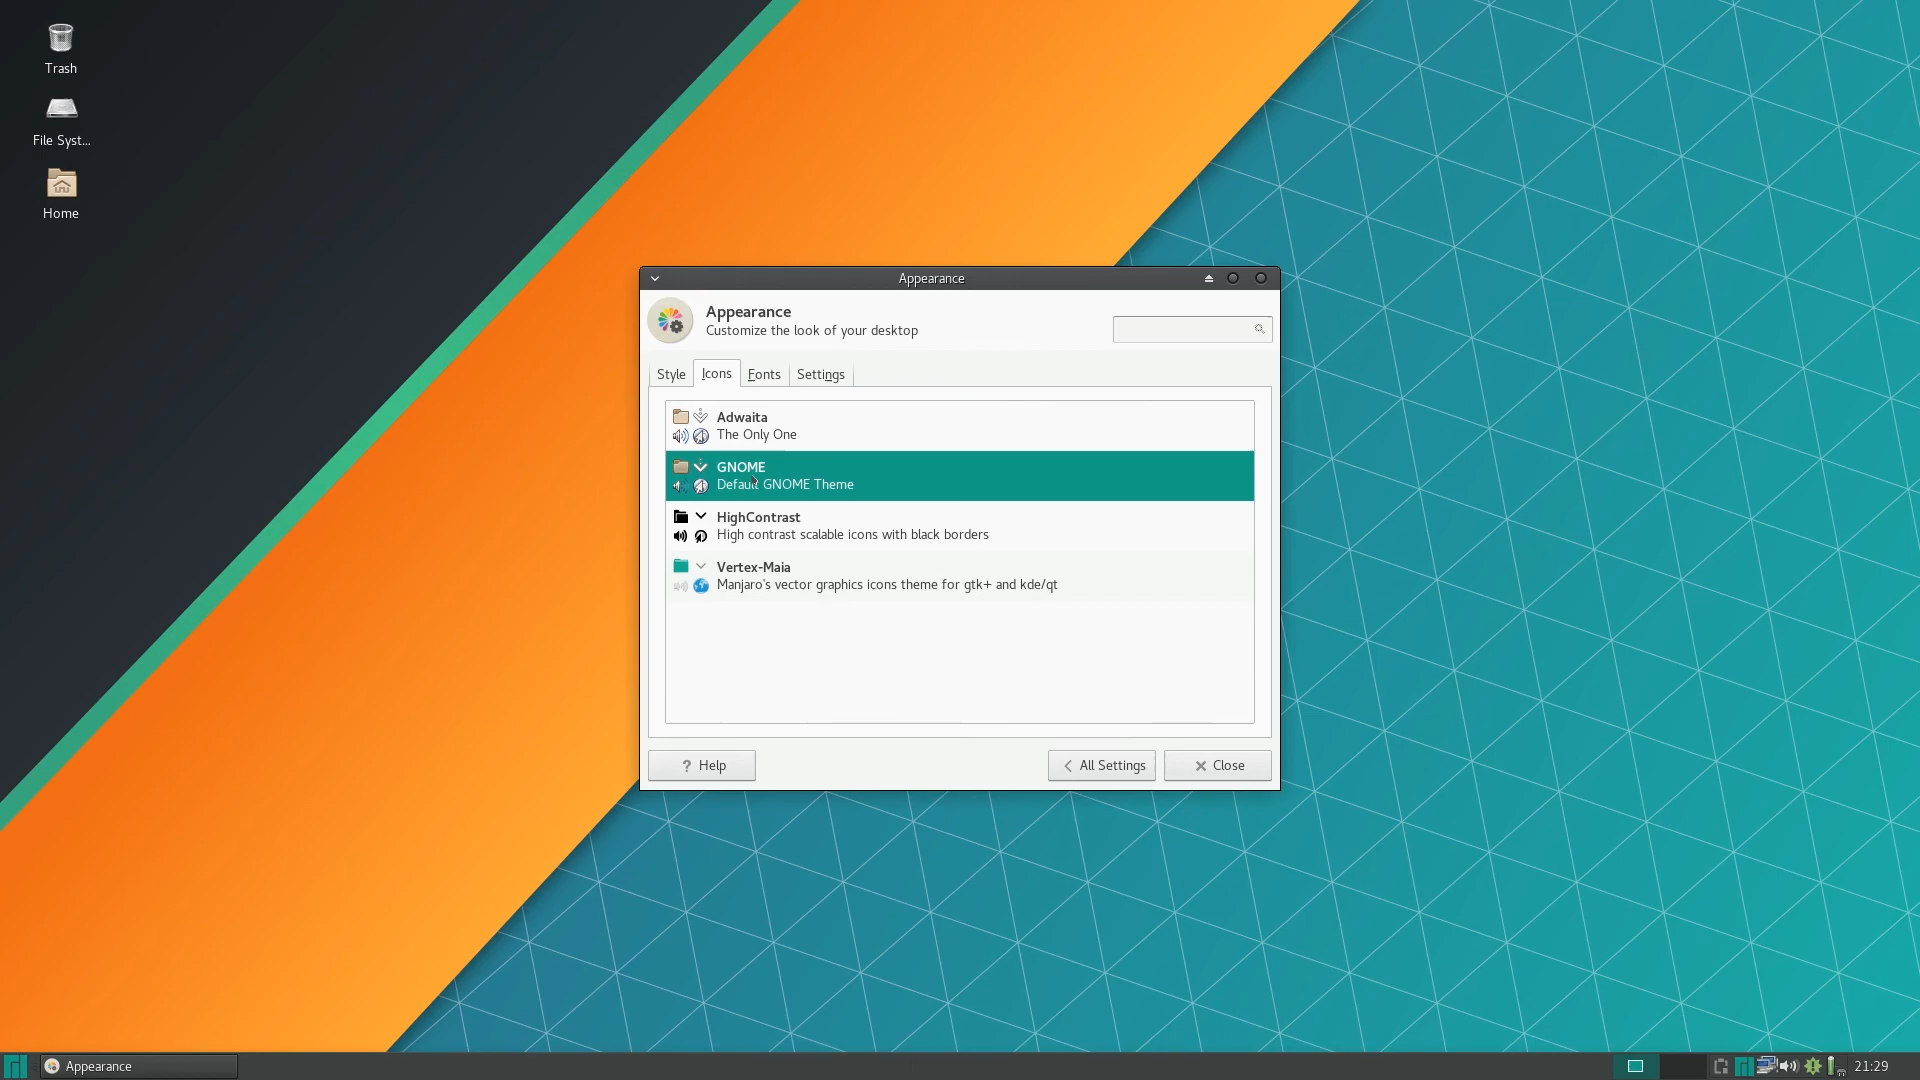 Trash
File Syst...
Home
Appearance
Appearance
Customize the look of your desktop
Style
Icons
Fonts
Settings
Adwaita
The Only One
GNOME
Default GNOME Theme
HighContrast
High contrast scalable icons with black borders
Vertex-Maia
Manjaro's vector graphics icons theme for gtk+ and kde/qt
? Help
All Settings
Close
Appearance
21:29